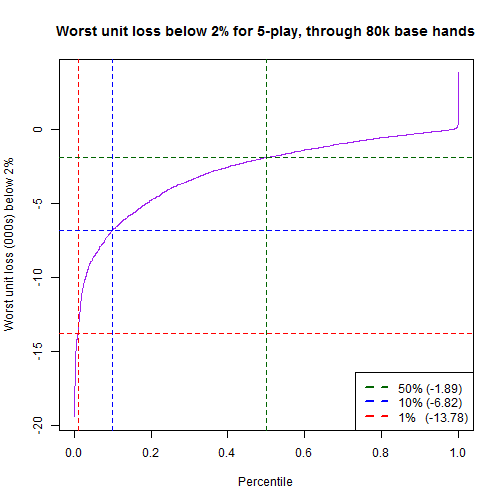 Worst unit loss below 2% for 5-play, through 80k base hands
Worst unit loss (000s) below 2%
0
-5
-10
-15
-20
50% (-1.89)
10% (-6.82)
1% (-13.78)
0.0 0.2 0.4 0.6 0.8 1.0
Percentile